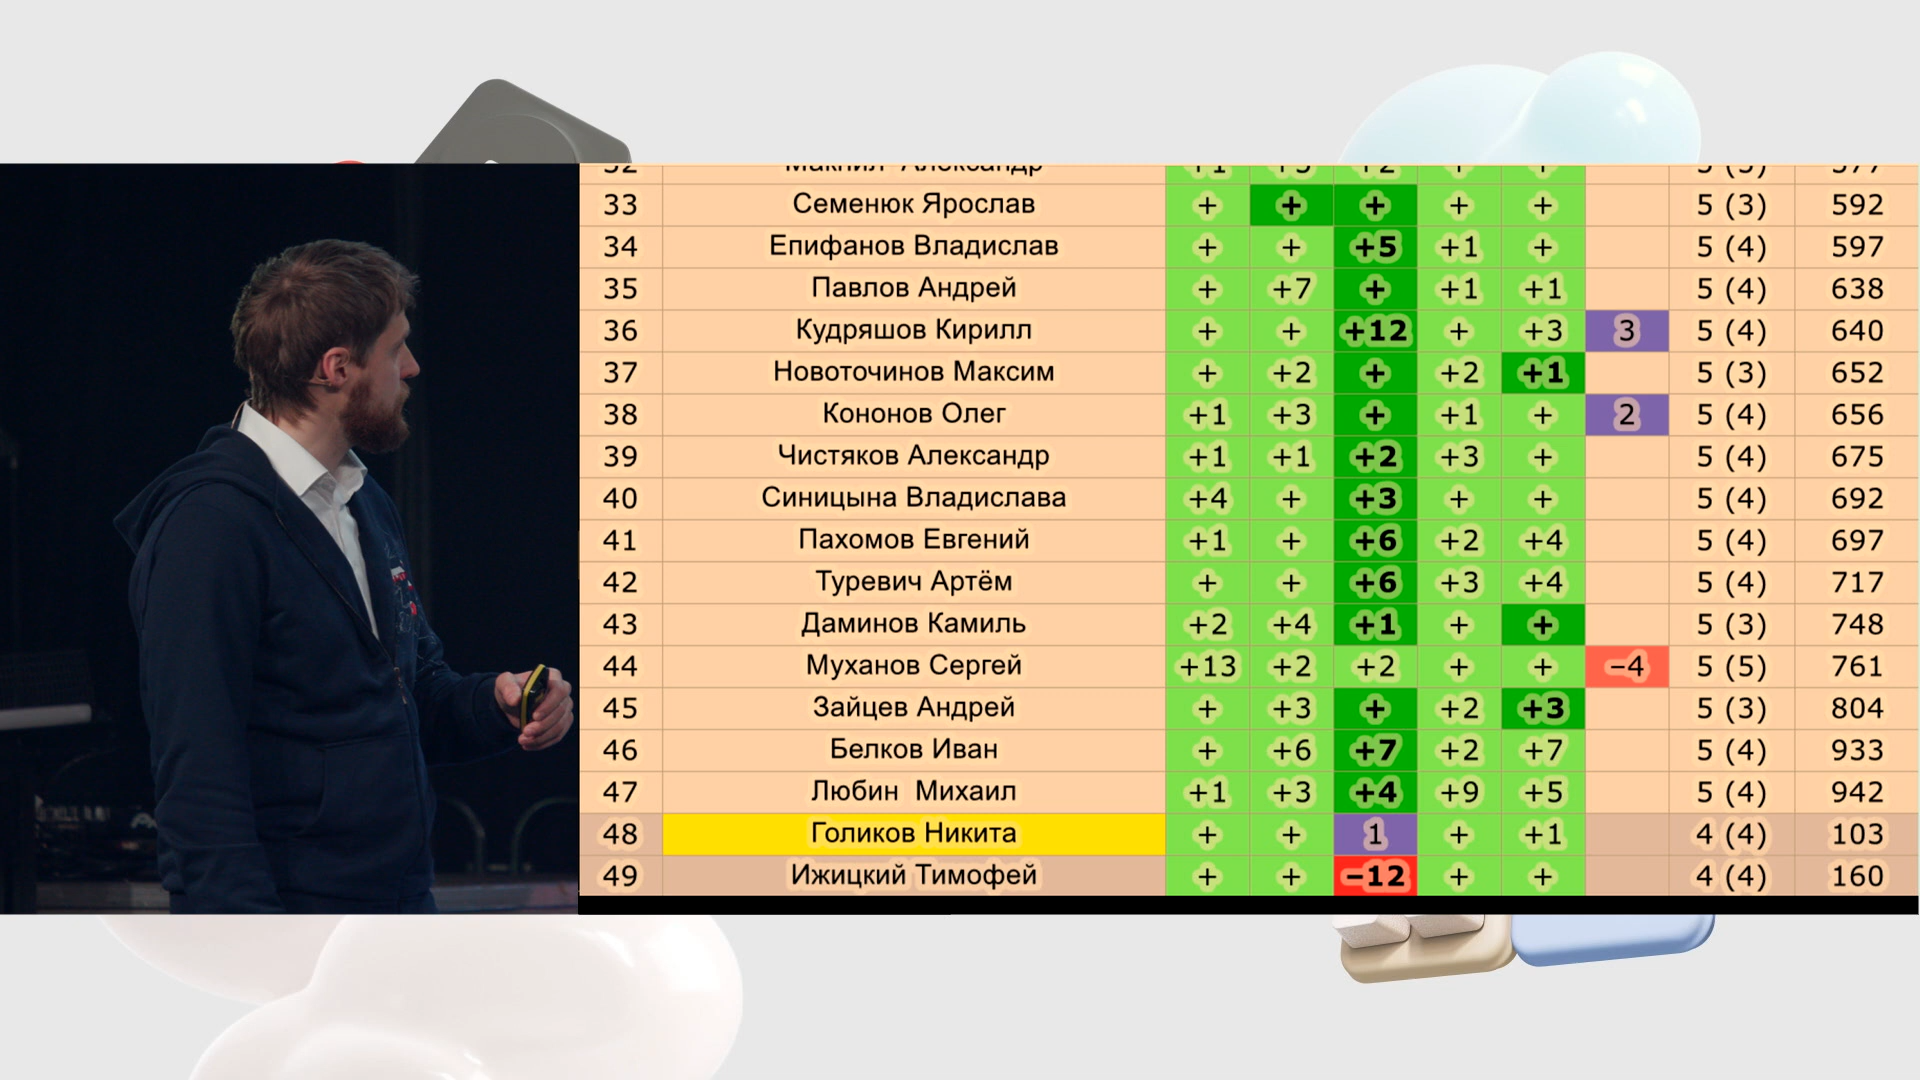 33 Семенюк Ярослав + + + + + 5 (3) 592
34 Епифанов Владислав + + +5 +1 + 5 (4) 597
35 Павлов Андрей + +7 + +1 +1 5 (4) 638
36 Кудряшов Кирилл + + +12 + +3 3 5 (4) 640
37 Новоточинов Максим + +2 + +2 +1 5 (3) 652
38 Кононов Олег +1 +3 + +1 + 2 5 (4) 656
39 Чистяков Александр +1 +1 +2 +3 + 5 (4) 675
40 Синицына Владислава +4 + +3 + + 5 (4) 692
41 Пахомов Евгений +1 + +6 +2 +4 5 (4) 697
42 Туревич Артём + + +6 +3 +4 5 (4) 717
43 Даминов Камиль +2 +4 +1 + + 5 (3) 748
44 Муханов Сергей +13 +2 +2 + + −4 5 (5) 761
45 Зайцев Андрей + +3 + +2 +3 5 (3) 804
46 Белков Иван + +6 +7 +2 +7 5 (4) 933
47 Любин Михаил +1 +3 +4 +9 +5 5 (4) 942
48 Голиков Никита + + 1 + +1 4 (4) 103
49 Ижицкий Тимофей + + −12 + + 4 (4) 160